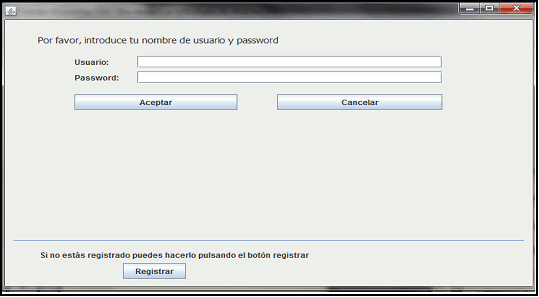 Por favor, introduce tu nombre de usuario y password
Usuario:
Password:
Aceptar Cancelar
Si no estás registrado puedes hacerlo pulsando el botón registrar
Registrar